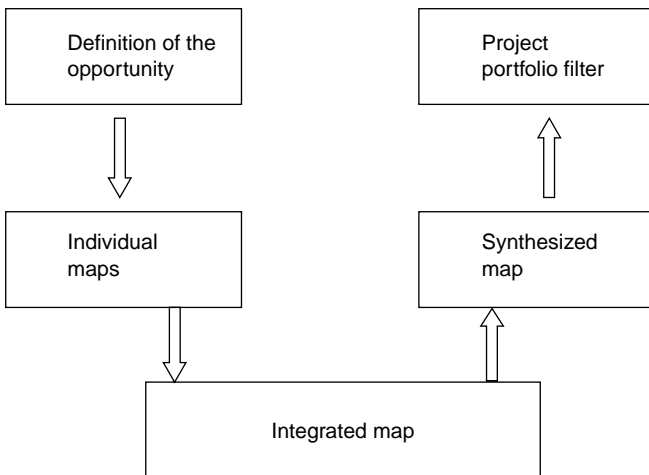 Definition of the
opportunity
Project
portfolio filter
Individual
maps
Synthesized
map
Integrated map